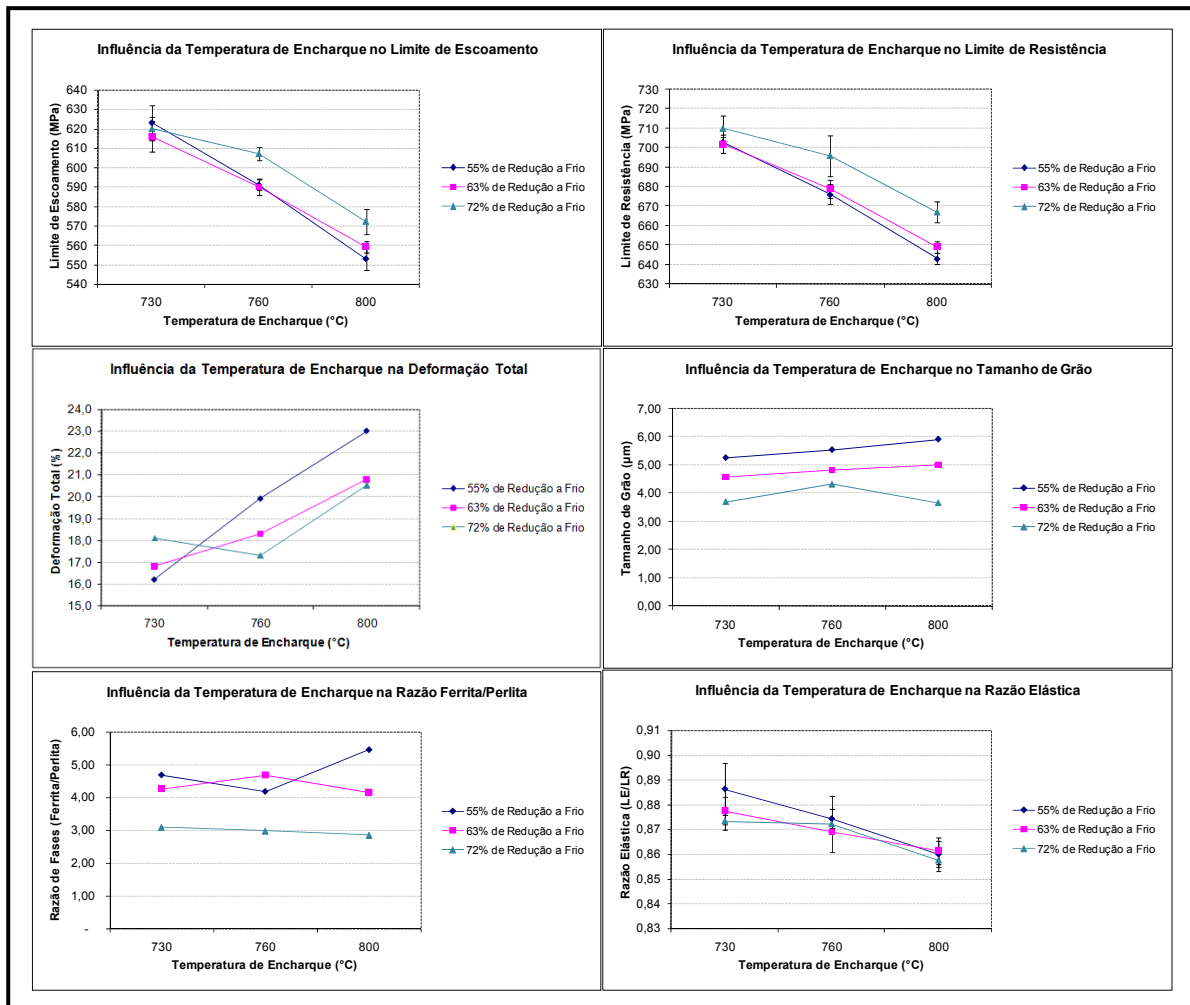 Influência da Temperatura de Encharque no Limite de Escoamento
Limite de Escoamento (MPa)
640
630
620
610
600
590
580
570
560
550
540
730
760
800
Temperatura de Encharque (°C)
55% de Redução a Frio
63% de Redução a Frio
72% de Redução a Frio
Influência da Temperatura de Encharque no Limite de Resistência
Limite de Resistência (MPa)
730
720
710
700
690
680
670
660
650
640
630
730
760
800
Temperatura de Encharque (°C)
55% de Redução a Frio
63% de Redução a Frio
72% de Redução a Frio
Influência da Temperatura de Encharque na Deformação Total
Deformação Total (%)
24,0
23,0
22,0
21,0
20,0
19,0
18,0
17,0
16,0
15,0
730
760
800
Temperatura de Encharque (°C)
55% de Redução a Frio
63% de Redução a Frio
72% de Redução a Frio
Influência da Temperatura de Encharque no Tamanho de Grão
Tamanho de Grão (µm)
7,00
6,00
5,00
4,00
3,00
2,00
1,00
0,00
730
760
800
Temperatura de Encharque (°C)
55% de Redução a Frio
63% de Redução a Frio
72% de Redução a Frio
Influência da Temperatura de Encharque na Razão Ferrita/Perlita
Razão de Fases (Ferrita/Perlita)
6,00
5,00
4,00
3,00
2,00
1,00
-
730
760
800
Temperatura de Encharque (°C)
55% de Redução a Frio
63% de Redução a Frio
72% de Redução a Frio
Influência da Temperatura de Encharque na Razão Elástica
Razão Elástica (LE/LR)
0,91
0,90
0,89
0,88
0,87
0,86
0,85
0,84
0,83
730
760
800
Temperatura de Encharque (°C)
55% de Redução a Frio
63% de Redução a Frio
72% de Redução a Frio